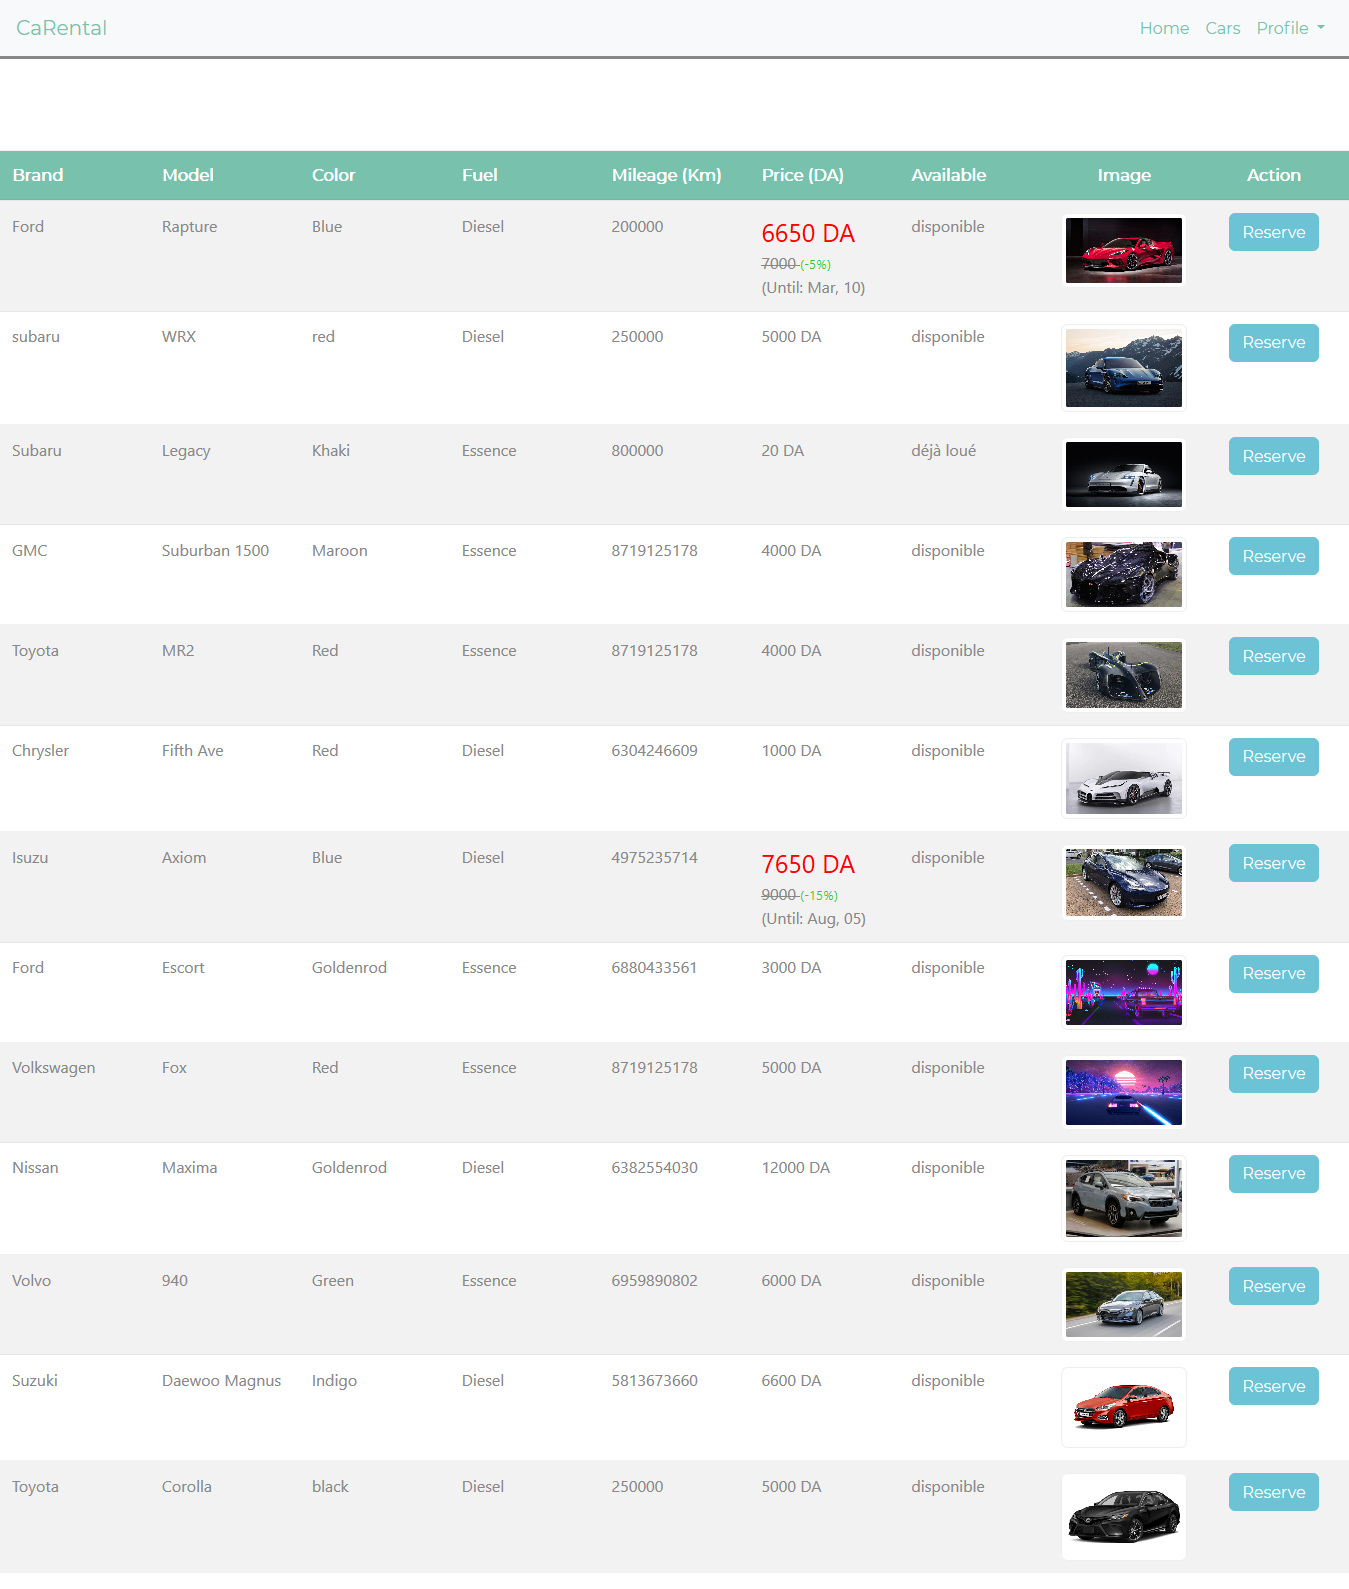 CaRental Home Cars Profile
Brand Model Color Fuel Mileage (Km) Price (DA) Available Image Action
Ford Rapture Blue Diesel 200000 6650 DA disponible Reserve
7000 (-5%)
(Until: Mar, 10)
subaru WRX red Diesel 250000 5000 DA disponible Reserve
Subaru Legacy Khaki Essence 800000 20 DA déjà loué Reserve
GMC Suburban 1500 Maroon Essence 8719125178 4000 DA disponible Reserve
Toyota MR2 Red Essence 8719125178 4000 DA disponible Reserve
Chrysler Fifth Ave Red Diesel 6304246609 1000 DA disponible Reserve
Isuzu Axiom Blue Diesel 4975235714 7650 DA disponible Reserve
9000 (-15%)
(Until: Aug, 05)
Ford Escort Goldenrod Essence 6880433561 3000 DA disponible Reserve
Volkswagen Fox Red Essence 8719125178 5000 DA disponible Reserve
Nissan Maxima Goldenrod Diesel 6382554030 12000 DA disponible Reserve
Volvo 940 Green Essence 6959890802 6000 DA disponible Reserve
Suzuki Daewoo Magnus Indigo Diesel 5813673660 6600 DA disponible Reserve
Toyota Corolla black Diesel 250000 5000 DA disponible Reserve